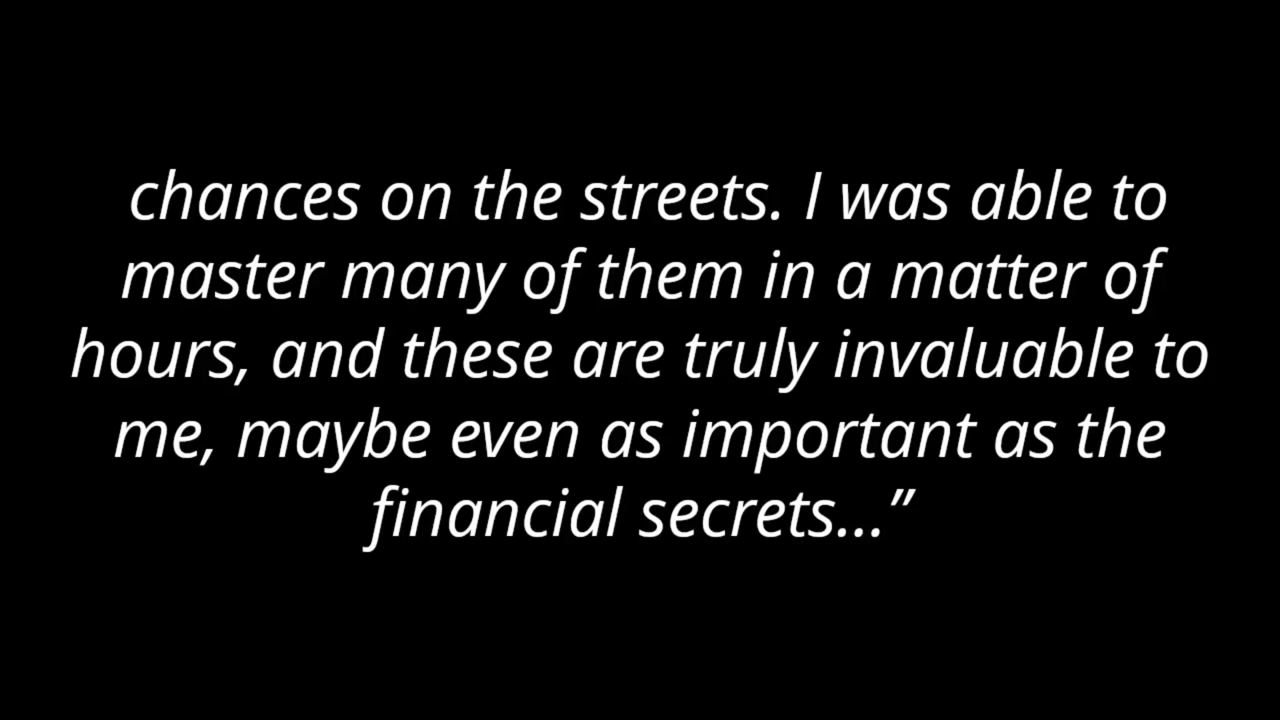 chances on the streets. I was able to
master many of them in a matter of
hours, and these are truly invaluable to
me, maybe even as important as the
financial secrets...”